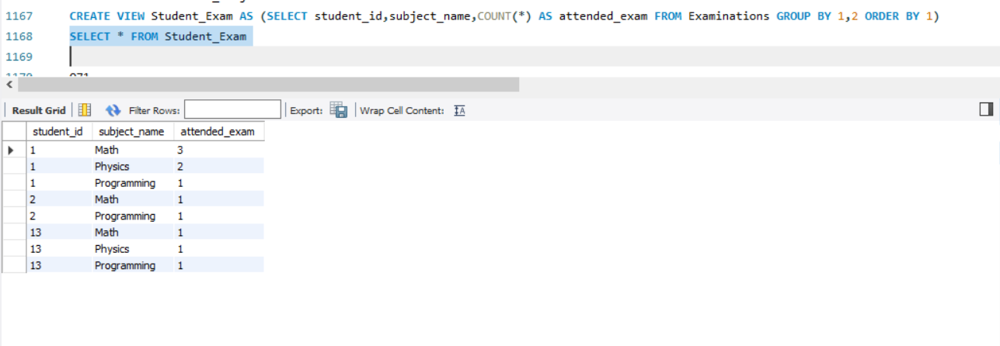 1167 CREATE VIEW Student_Exam AS (SELECT student_id,subject_name,COUNT(*) AS attended_exam FROM Examinations GROUP BY 1,2 ORDER BY 1)
1168 SELECT * FROM Student_Exam
1169
Result Grid Filter Rows: Export: Wrap Cell Content:
student_id subject_name attended_exam
1 Math 3
1 Physics 2
1 Programming 1
2 Math 1
2 Programming 1
13 Math 1
13 Physics 1
13 Programming 1